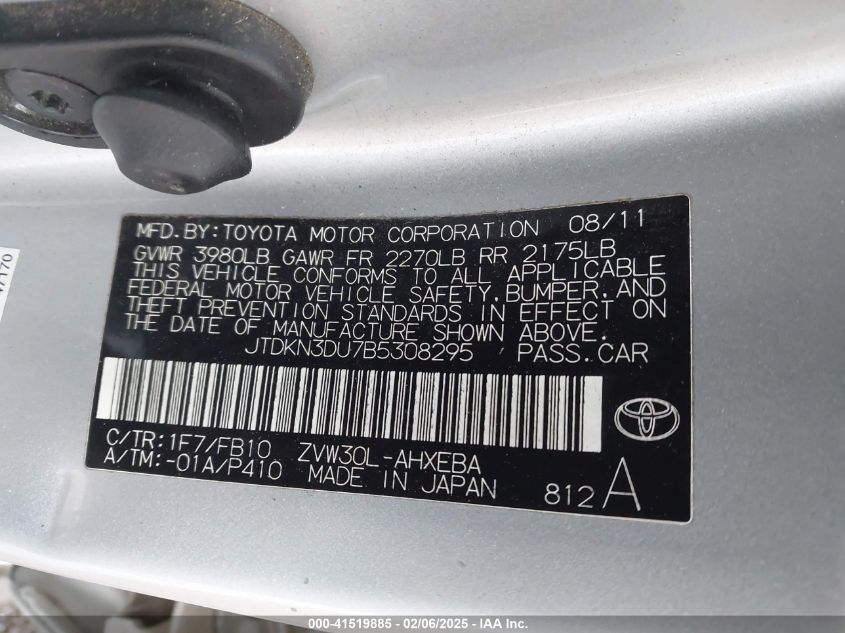 MFD.BY:TOYOTA MOTOR CORPORATION 08/11
GVWR 3980LB GAWR FR 2270LB RR 2175LB
THIS VEHICLE CONFORMS TO ALL APPLICABLE
FEDERAL MOTOR VEHICLE SAFETY,BUMPER,AND
THEFT PREVENTION STANDARDS IN EFFECT ON
THE DATE OF MANUFACTURE SHOWN ABOVE.
JTDKN3DU7B5308295 PASS.CAR
C/TR:1F7/FB10 ZVW30L-AHXEBA
A/TM:-01A/P410 MADE IN JAPAN
812A
000-41519885 - 02/06/2025 - IAA Inc.